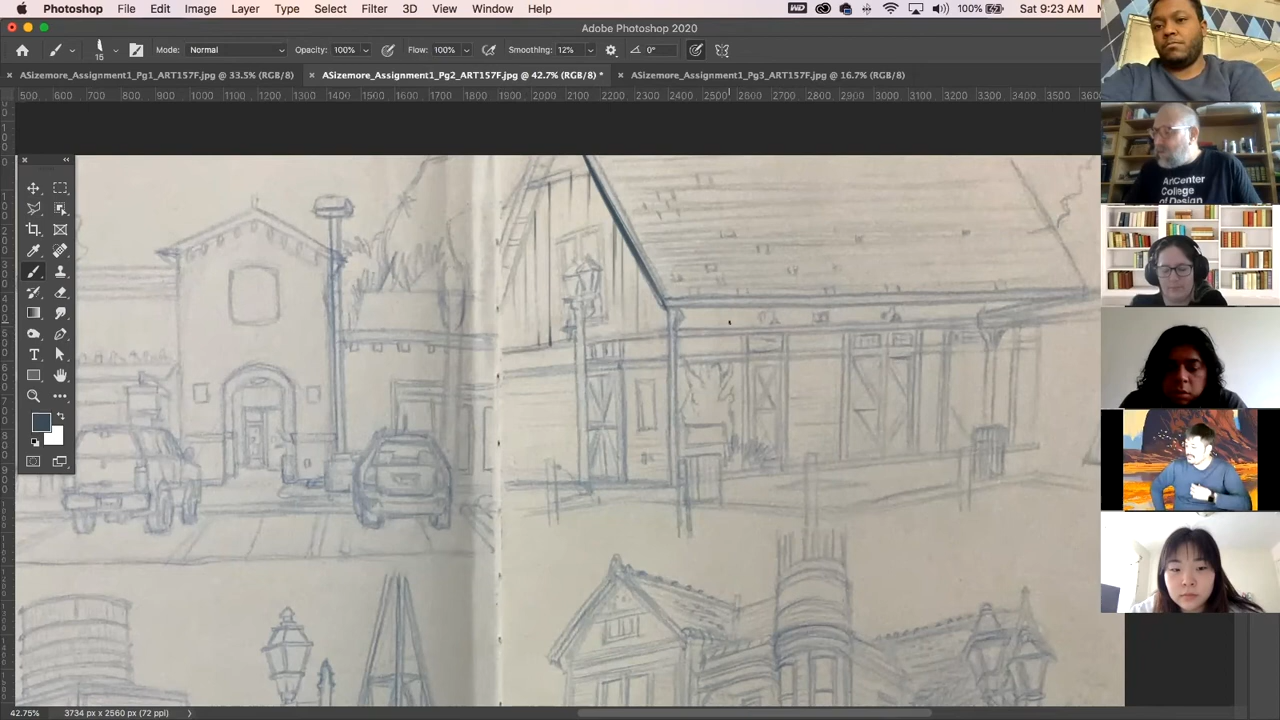 Photoshop File Edit Image Layer Type Select Filter 3D View Window Help 100% Sat 9:23 AM
Adobe Photoshop 2020
15 Mode: Normal Opacity: 100% Flow: 100% Smoothing: 12% 0°
ASizemore_Assignment1_Pg1_ART157F.jpg @ 33.5% (RGB/8) ASizemore_Assignment1_Pg2_ART157F.jpg @ 42.7% (RGB/8) * ASizemore_Assignment1_Pg3_ART157F.jpg @ 16.7% (RGB/8)
500 600 700 800 900 1000 1100 1200 1300 1400 1500 1600 1700 1800 1900 2000 2100 2200 2300 2400 2500 2600 2700 2800 2900 3000 3100 3200 3300 3400 3500 3600
ArtCenter
College
of Design
42.75% 3734 px x 2560 px (72 ppi)